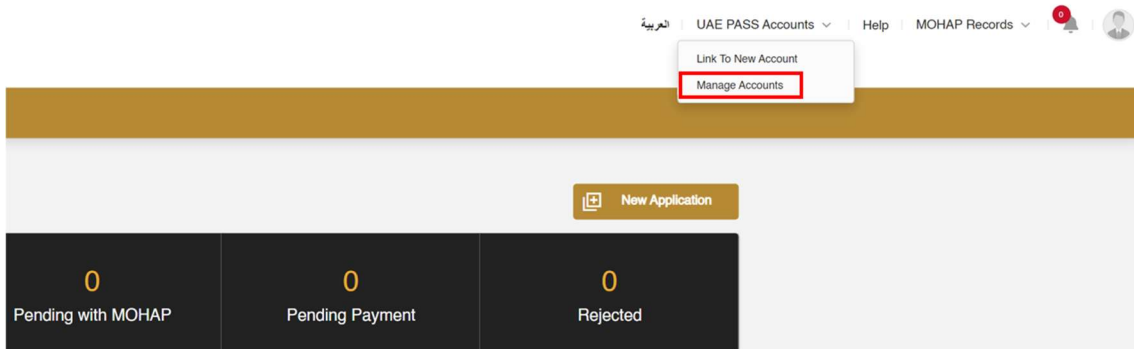 العربية
UAE PASS Accounts
Help
MOHAP Records
0
Link To New Account
Manage Accounts
New Application
0
Pending with MOHAP
0
Pending Payment
0
Rejected